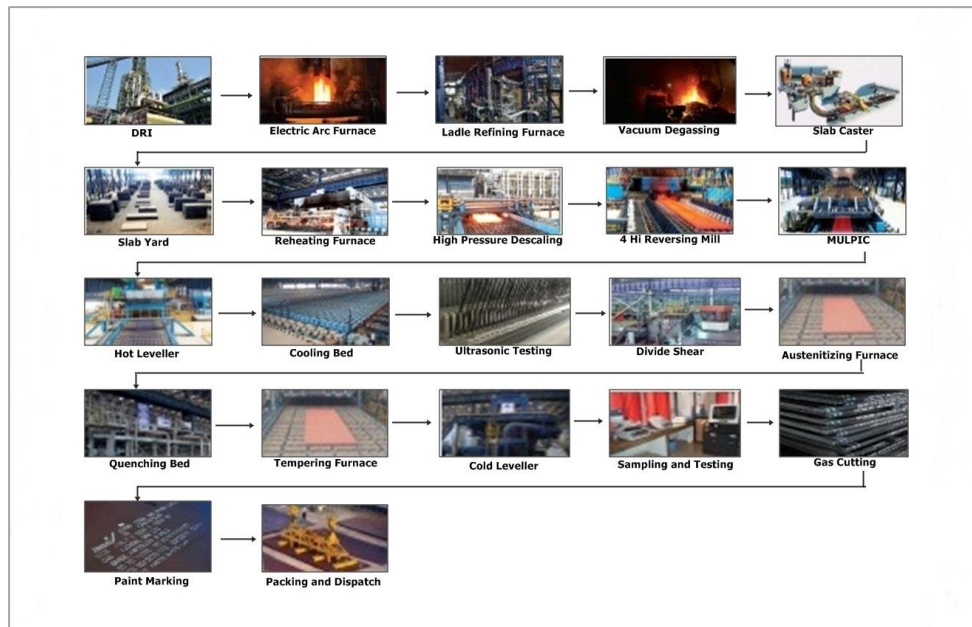 DRI
Electric Arc Furnace
Ladle Refining Furnace
Vacuum Degassing
Slab Caster
Slab Yard
Reheating Furnace
High Pressure Descaling
4 Hi Reversing Mill
MULPIC
Hot Leveller
Cooling Bed
Ultrasonic Testing
Divide Shear
Austenitizing Furnace
Quenching Bed
Tempering Furnace
Cold Leveller
Sampling and Testing
Gas Cutting
Paint Marking
Packing and Dispatch